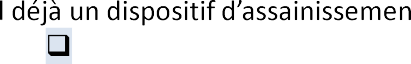 l déjà un dispositif d’assainissemen
❑